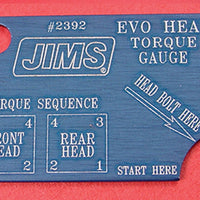 #2392
EVO HEA
JIMS®
TORQUE
GAUGE
HEAD BOLT HERE
RQUE SEQUENCE
4 3
RONT
HEAD
2
4 3
REAR
HEAD
2 1
START HERE